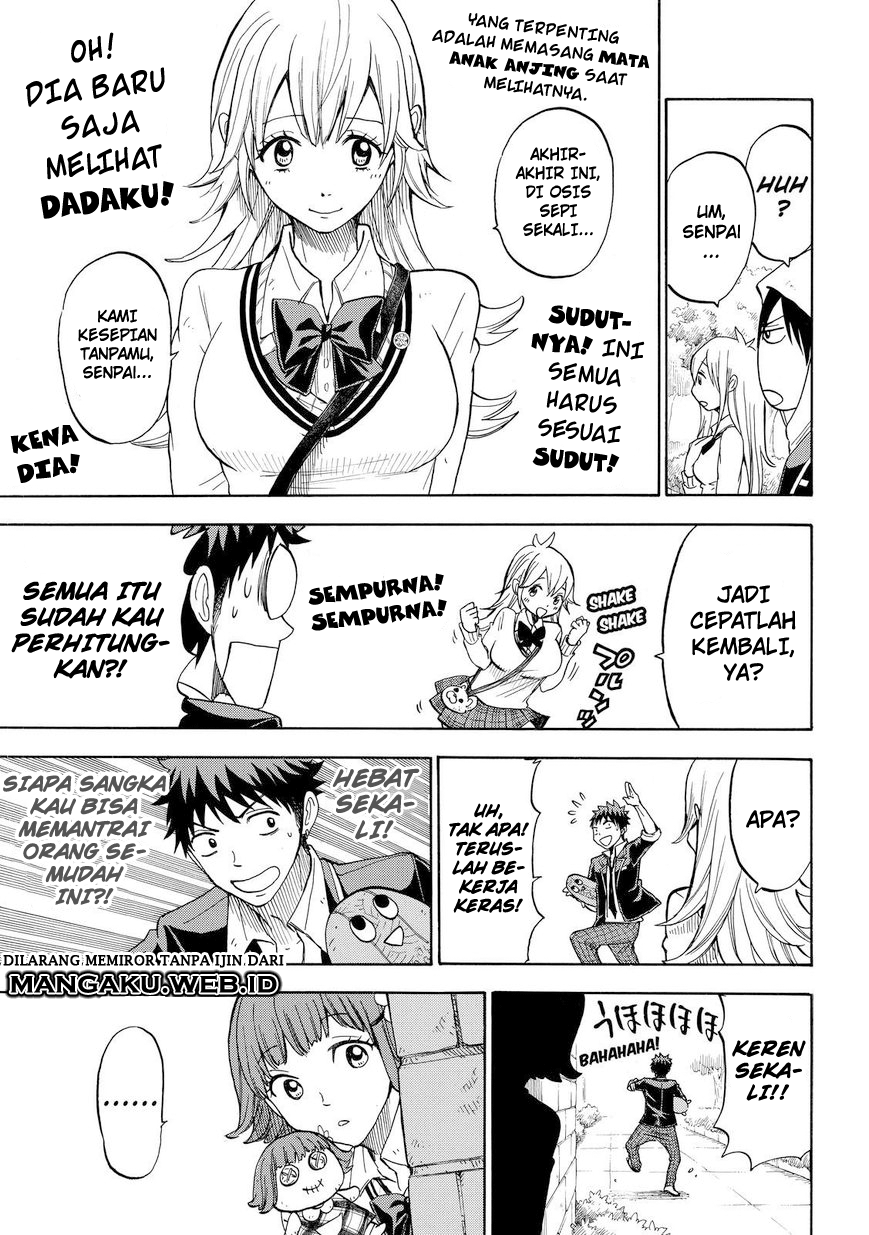 HUH
?
UM,
SENPAI
...
YANG TERPENTING
ADALAH MEMASANG MATA
ANAK ANJING SAAT
MELIHATNYA.
AKHIR-
AKHIR INI,
DI OSIS
SEPI
SEKALI...
SUDUT-
NYA! INI
SEMUA
HARUS
SESUAI
SUDUT!
OH!
DIA BARU
SAJA
MELIHAT
DADAKU!
KAMI
KESEPIAN
TANPAMU,
SENPAI...
KENA
DIA!
JADI
CEPATLAH
KEMBALI,
YA?
SHAKE
SHAKE
SEMPURNA!
SEMPURNA!
SEMUA ITU
SUDAH KAU
PERHITUNG-
KAN?!
APA?
UH,
TAK APA!
TERUS-
LAH BE-
KERJA
KERAS!
HEBAT
SEKA-
LI!
SIAPA SANGKA
KAU BISA
MEMANTRAI
ORANG SE-
MUDAH
INI?!
DILARANG MEMIROR TANPA IJIN DARI
MANGAKU.WEB.ID
KEREN
SEKA-
LI!!
うほほほほ
BAHAHAHA!
......